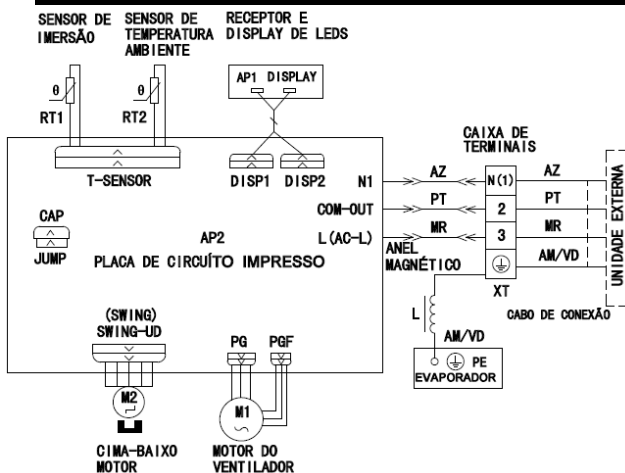 SENSOR DE
IMERSÃO
SENSOR DE
TEMPERATURA
AMBIENTE
RECEPTOR E
DISPLAY DE LEDS
AP1 DISPLAY
θ
RT1
θ
RT2
T-SENSOR
DISP1
DISP2
CAIXA DE
TERMINAIS
N1
AZ
N(1)
AZ
COM-OUT
PT
2
PT
L(AC-L)
MR
3
MR
ANEL
MAGNÉTICO
AM/VD
XT
UNIDADE EXTERNA
CABO DE CONEXÃO
CAP
JUMP
AP2
PLACA DE CIRCUÍTO IMPRESSO
(SWING)
SWING-UD
PG
PGF
L
AM/VD
PE
EVAPORADOR
M2
M1
CIMA-BAIXO
MOTOR
MOTOR DO
VENTILADOR